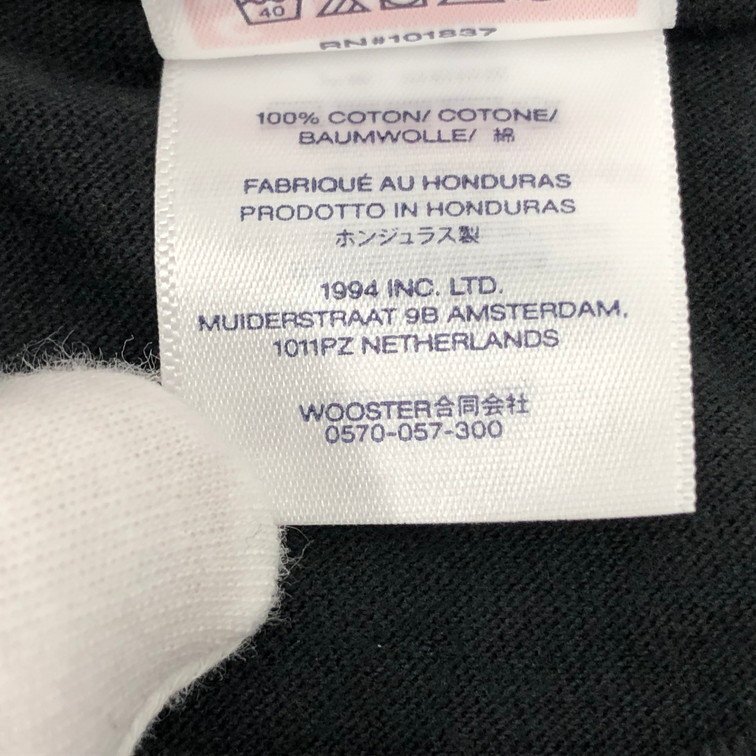 40
RN#101837
100% COTON/ COTONE/
BAUMWOLLE/ 綿
FABRIQUÉ AU HONDURAS
PRODOTTO IN HONDURAS
ホンジュラス製
1994 INC. LTD.
MUIDERSTRAAT 9B AMSTERDAM,
1011PZ NETHERLANDS
WOOSTER合同会社
0570-057-300